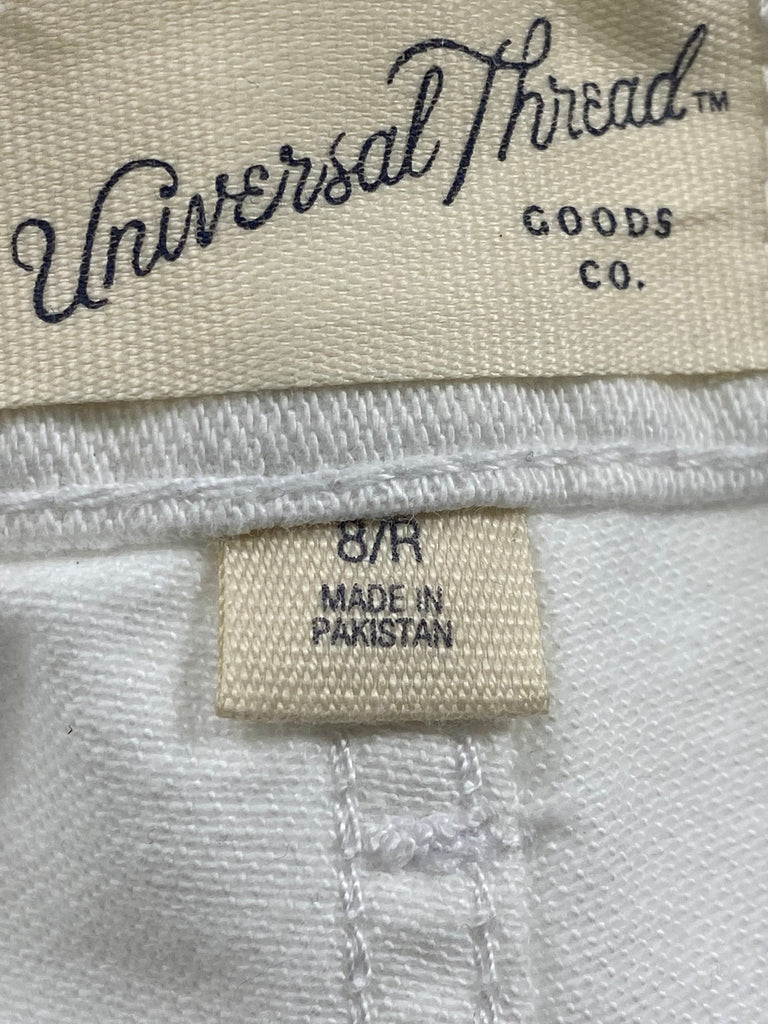 Universal Thread™
GOODS
CO.
8/R
MADE IN
PAKISTAN